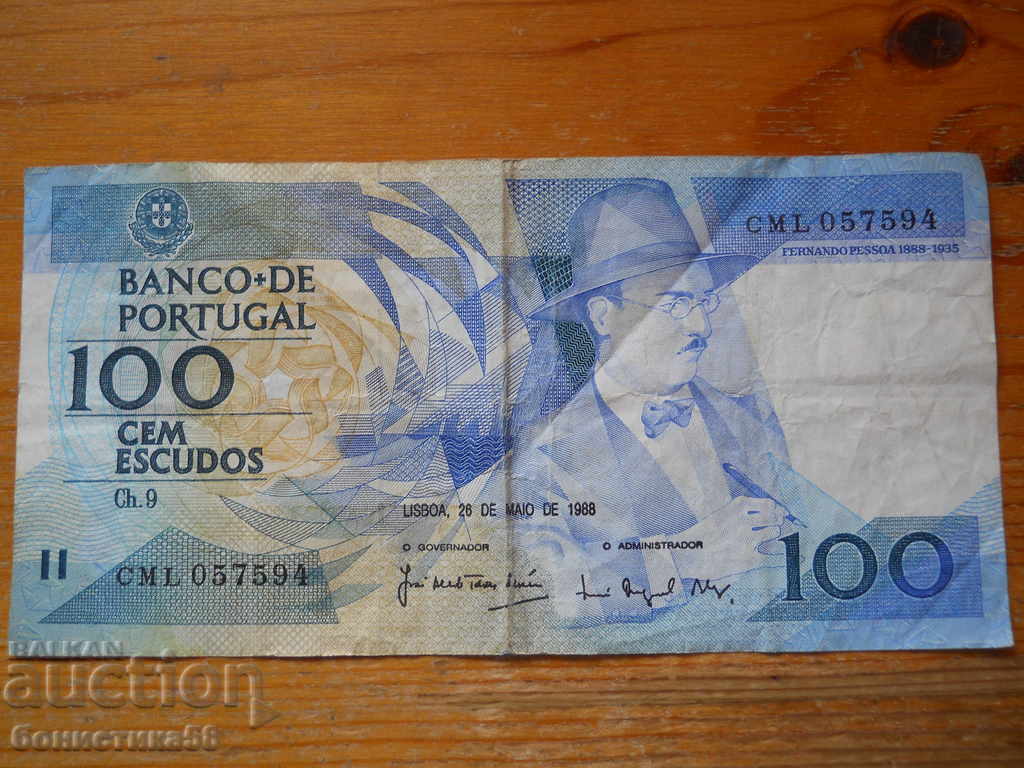 CML 057594
FERNANDO PESSOA 1888-1935
BANCO DE
PORTUGAL
100
CEM
ESCUDOS
Ch. 9
LISBOA, 26 DE MAIO DE 1988
O GOVERNADOR
O ADMINISTRADOR
CML 057594
100
BALKAN
auction
бонистика58